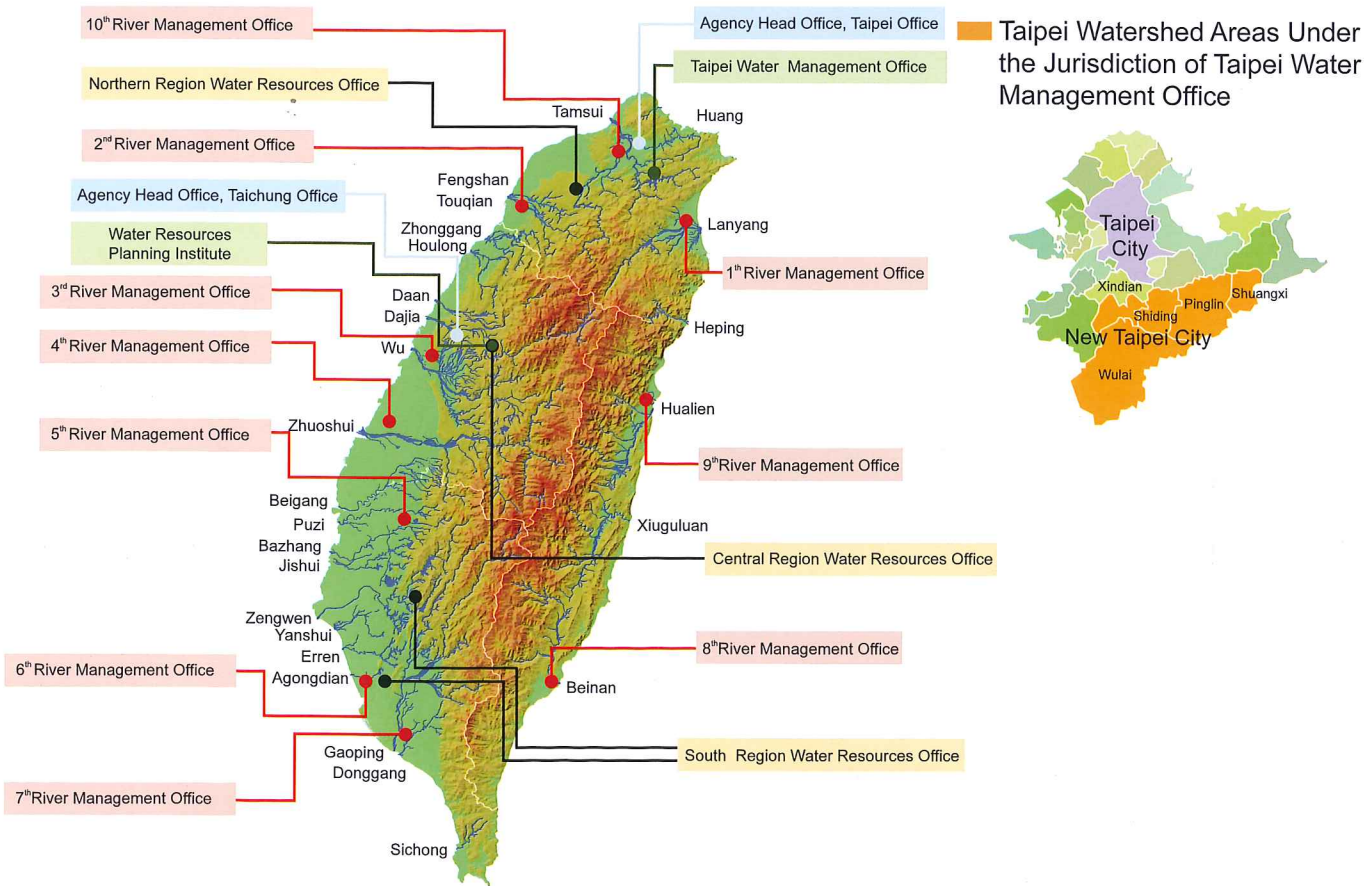 10th River Management Office
Agency Head Office, Taipei Office
Taipei Watershed Areas Under
the Jurisdiction of Taipei Water
Management Office
Northern Region Water Resources Office
Taipei Water Management Office
Tamsui
Huang
2nd River Management Office
Fengshan
Touqian
Agency Head Office, Taichung Office
Zhonggang
Houlong
Lanyang
Water Resources
Planning Institute
1th River Management Office
3rd River Management Office
Daan
Dajia
Heping
4th River Management Office
Wu
Hualien
5th River Management Office
Zhuoshui
9th River Management Office
Beigang
Puzi
Bazhang
Jishui
Xiuguluan
Central Region Water Resources Office
Zengwen
Yanshui
Erren
Agongdian
6th River Management Office
8th River Management Office
Beinan
Gaoping
Donggang
South Region Water Resources Office
7th River Management Office
Sichong
Taipei
City
Xindian
Shiding
Pinglin
Shuangxi
New Taipei City
Wulai